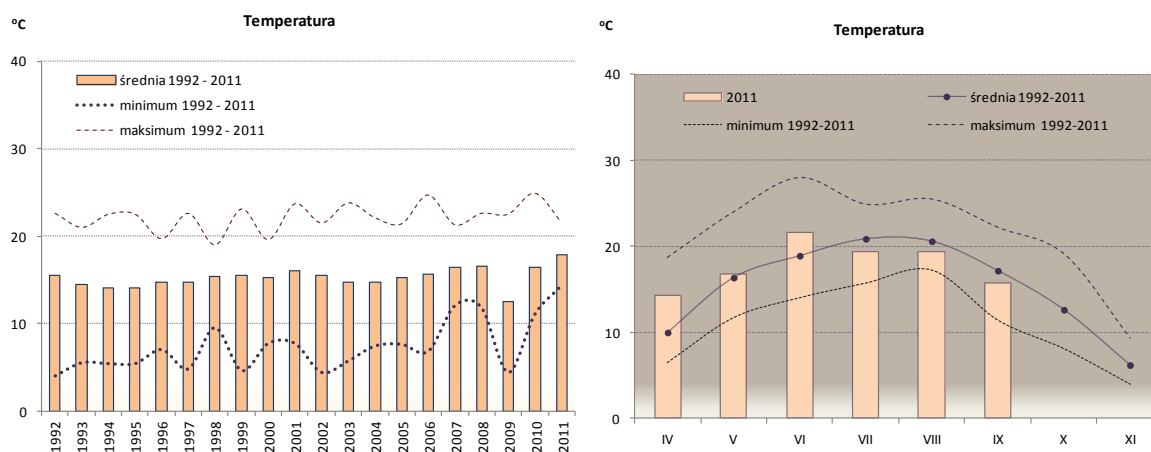 °C
Temperatura
40
30
20
10
0
średnia 1992 - 2011
minimum 1992 - 2011
maksimum 1992 - 2011
1992 1993 1994 1995 1996 1997 1998 1999 2000 2001 2002 2003 2004 2005 2006 2007 2008 2009 2010 2011
°C
Temperatura
40
30
20
10
0
2011 średnia 1992-2011
minimum 1992-2011 maksimum 1992-2011
IV V VI VII VIII IX X XI